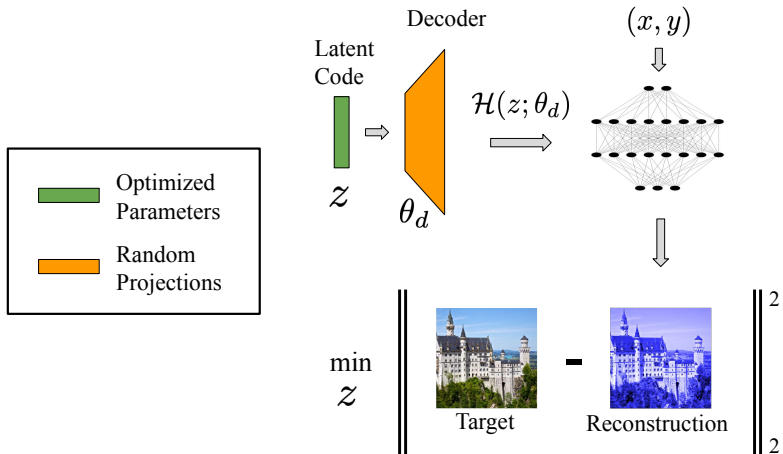 Decoder
(x, y)
Latent
Code
H(z; θ_d)
z
θ_d
Optimized
Parameters
Random
Projections
min
z
2
2
-
Target
Reconstruction